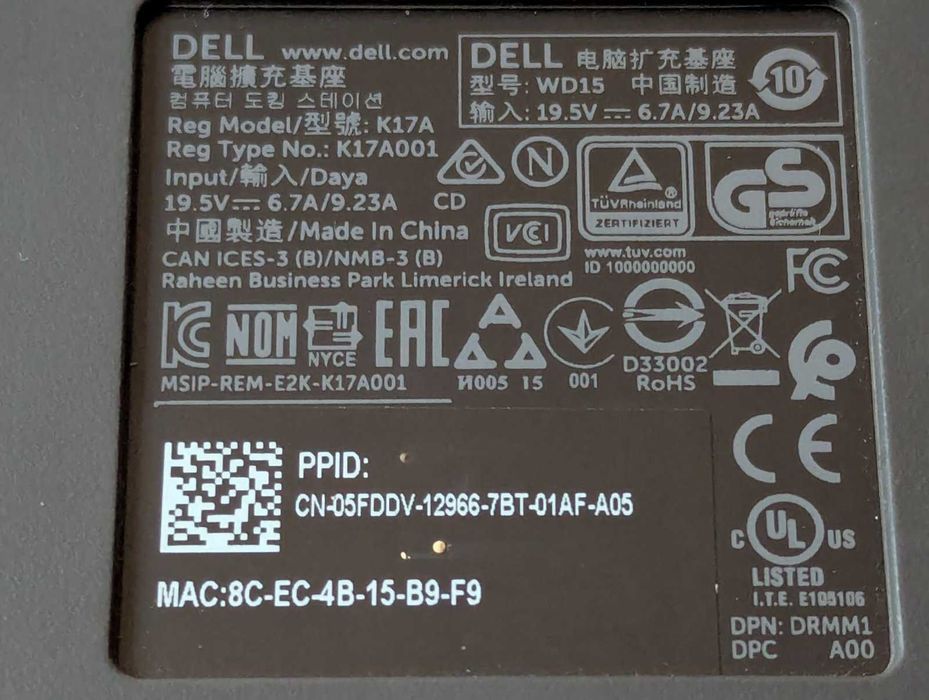 DELL www.dell.com
電腦擴充基座
컴퓨터 도킹 스테이션
Reg Model/型號: K17A
Reg Type No.: K17A001
Input/輸入/Daya
19.5V⎓ 6.7A/9.23A
中國製造/Made In China
CAN ICES-3 (B)/NMB-3 (B)
Raheen Business Park Limerick Ireland
DELL 电脑扩充基座
型号: WD15 中国制造
输入: 19.5V⎓ 6.7A/9.23A
10
N
CD
VCI
TÜVRheinland®
ZERTIFIZIERT
GS
geprüfte
Sicherheit
www.tuv.com
ID 1000000000
FC
KC NOM
NYCE
EAC
И005 15
001
D33002
RoHS
MSIP-REM-E2K-K17A001
PPID:
CN-05FDDV-12966-7BT-01AF-A05
MAC:8C-EC-4B-15-B9-F9
CE
C UL US
LISTED
I.T.E. E105106
DPN: DRMM1
DPC A00